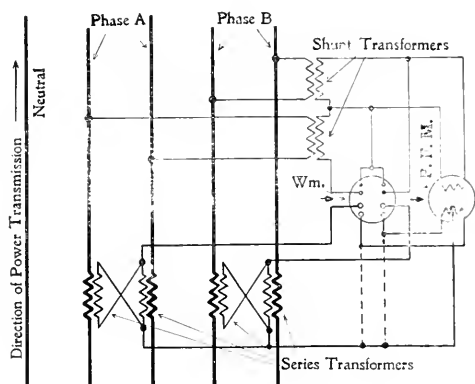 Phase A
Phase B
Shunt Transformers
Neutral
Direction of Power Transmission
Wm.
P. F. M.
Series Transformers